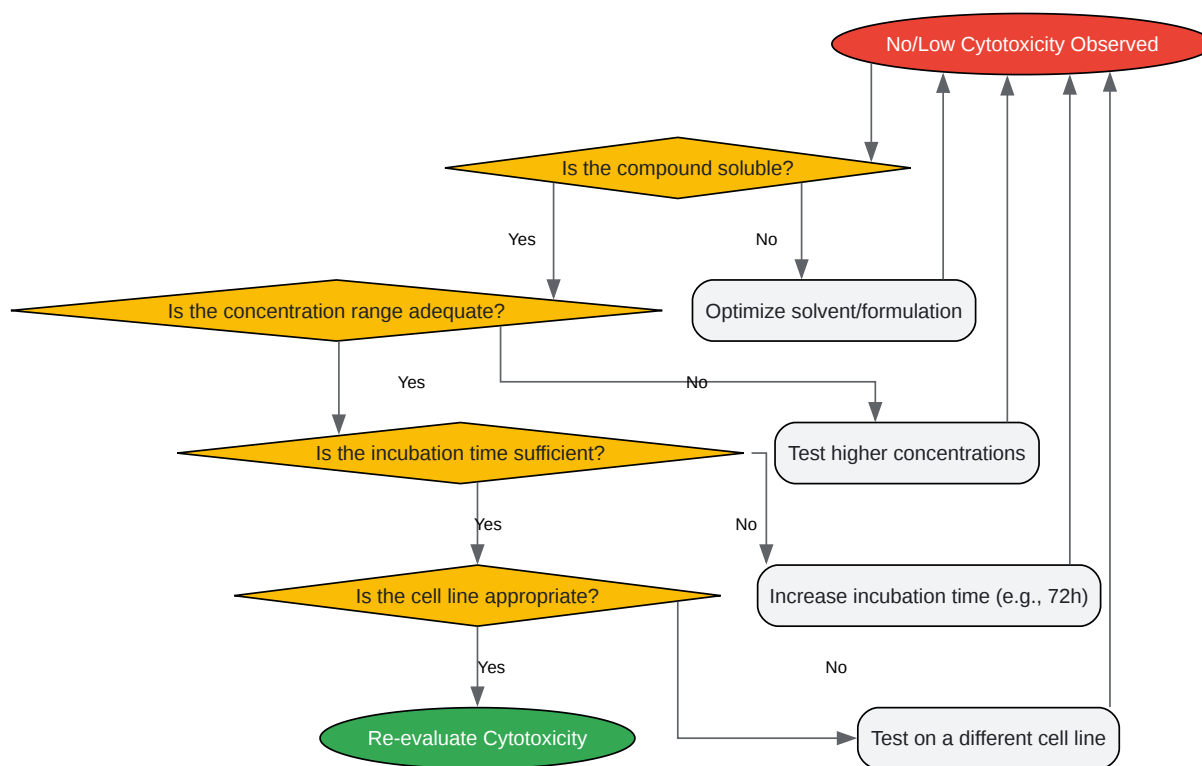 No/Low Cytotoxicity Observed
Is the compound soluble?
Yes
No
Is the concentration range adequate?
Optimize solvent/formulation
Yes
No
Is the incubation time sufficient?
Test higher concentrations
Yes
No
Is the cell line appropriate?
Increase incubation time (e.g., 72h)
Yes
No
Re-evaluate Cytotoxicity
Test on a different cell line